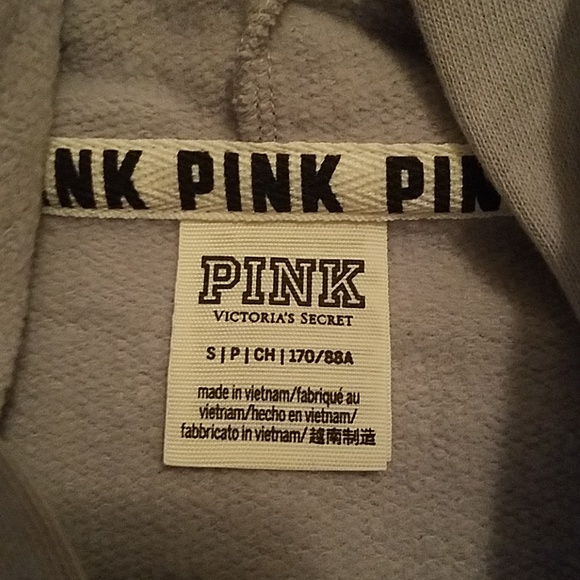 NK PINK PIN
PINK
VICTORIA'S SECRET
S | P | CH | 170/88A
made in vietnam/fabriqué au
vietnam/hecho en vietnam/
fabbricato in vietnam/越南制造